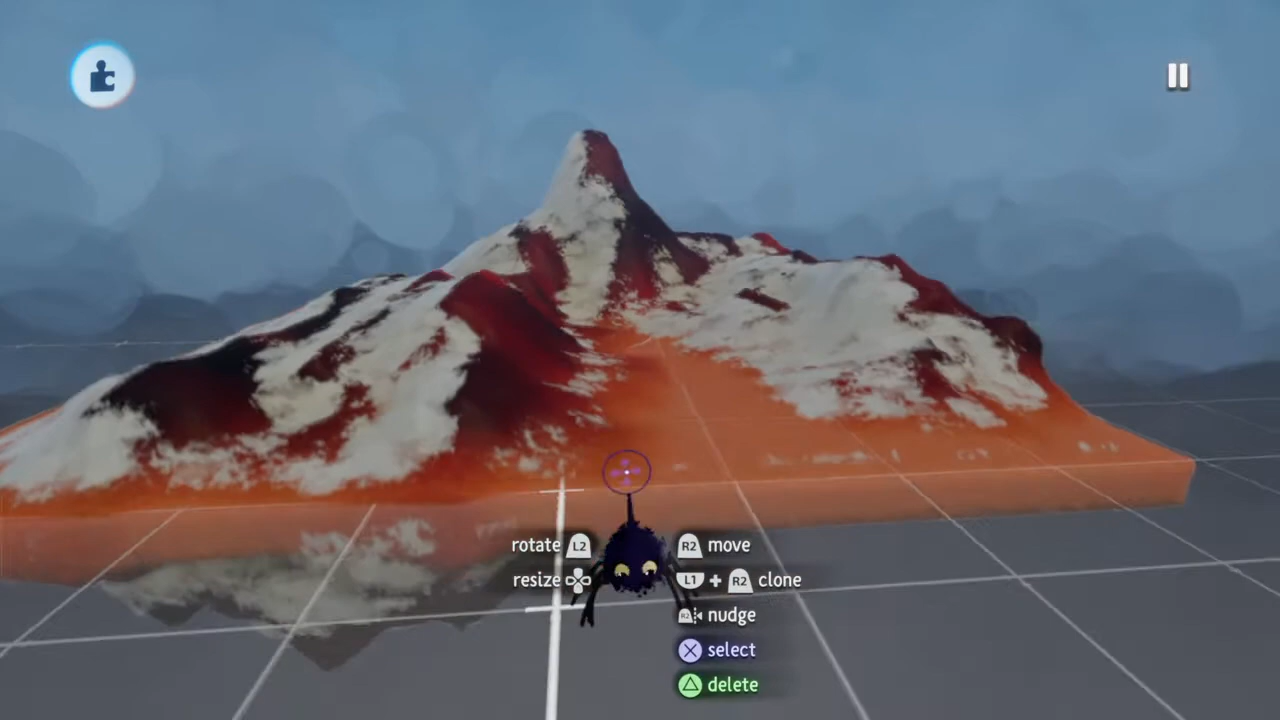 rotate L2 R2 move
resize L1 + R2 clone
nudge
select
delete